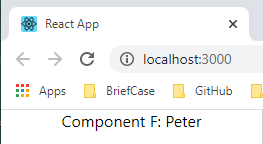 React App
localhost:3000
Apps BriefCase GitHub
Component F: Peter